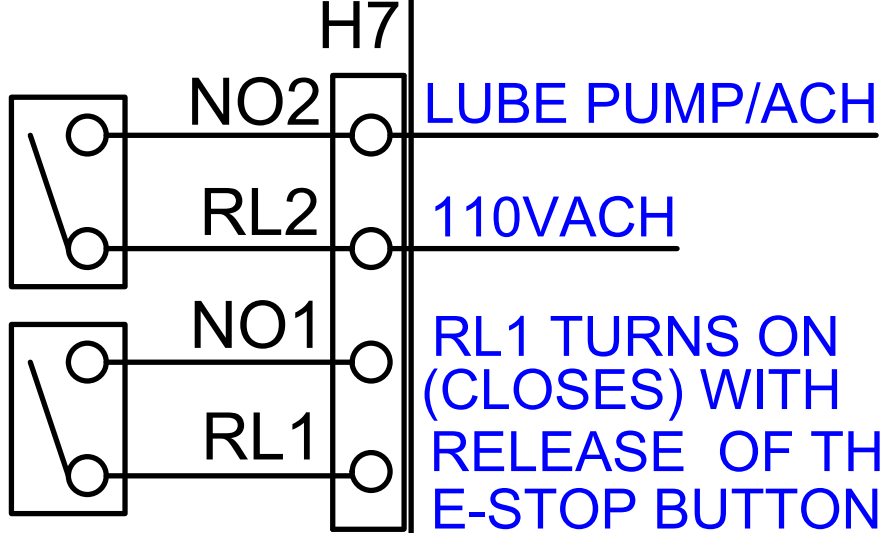 H7
NO2 LUBE PUMP/ACH
RL2 110VACH
NO1
RL1 TURNS ON
(CLOSES) WITH
RL1
RELEASE OF TH
E-STOP BUTTON